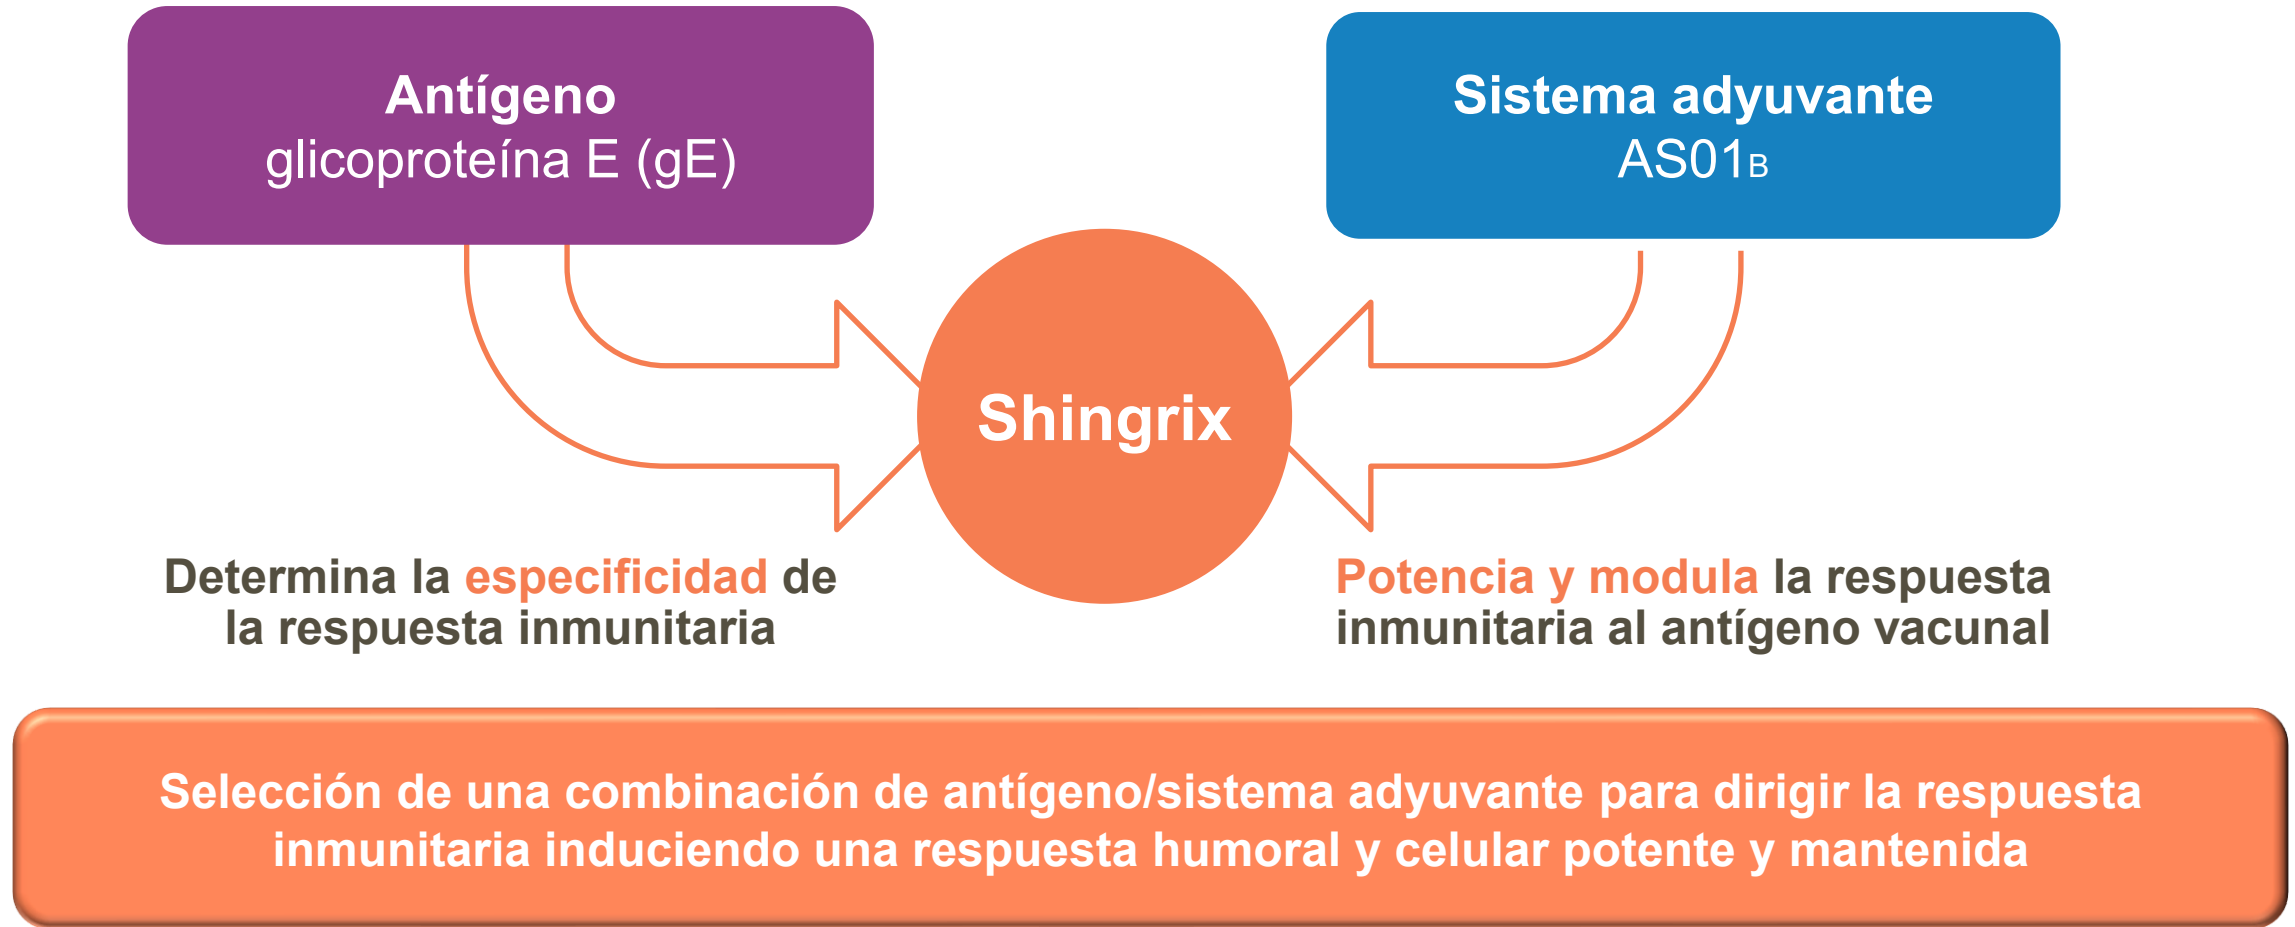 Antígeno
glicoproteína E (gE)
Sistema adyuvante
AS01B
Shingrix
Determina la especificidad de
la respuesta inmunitaria
Potencia y modula la respuesta
inmunitaria al antígeno vacunal
Selección de una combinación de antígeno/sistema adyuvante para dirigir la respuesta
inmunitaria induciendo una respuesta humoral y celular potente y mantenida